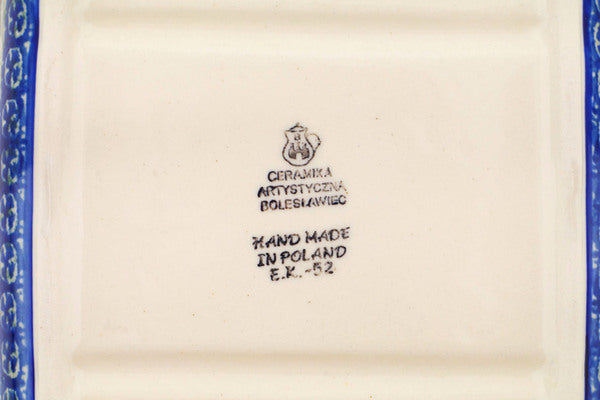 CERAMIKA
ARTYSTYCZNA
BOLESŁAWIEC
HAND MADE
IN POLAND
E.K.-52